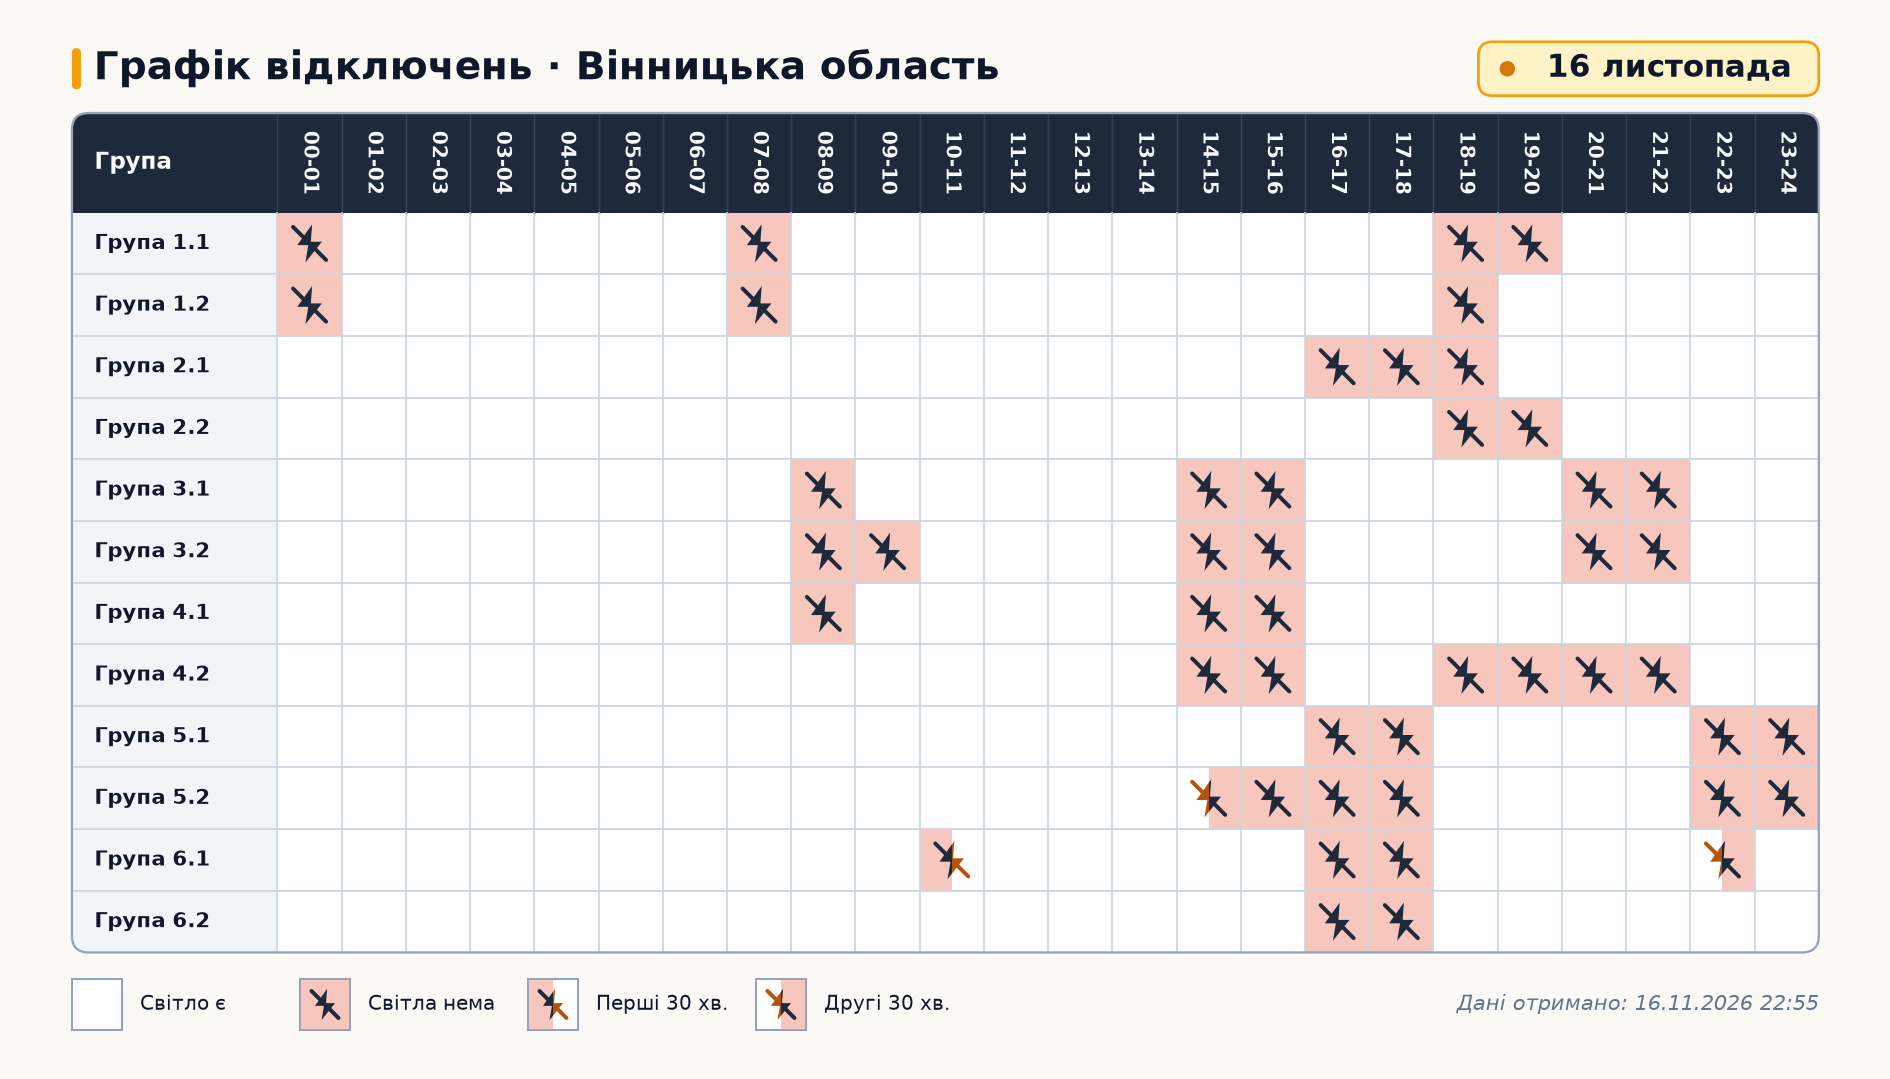 Графік відключень · Вінницька область
16 листопада
Група 00-01 01-02 02-03 03-04 04-05 05-06 06-07 07-08 08-09 09-10 10-11 11-12 12-13 13-14 14-15 15-16 16-17 17-18 18-19 19-20 20-21 21-22 22-23 23-24
Група 1.1
Група 1.2
Група 2.1
Група 2.2
Група 3.1
Група 3.2
Група 4.1
Група 4.2
Група 5.1
Група 5.2
Група 6.1
Група 6.2
Світло є Світла нема Перші 30 хв. Другі 30 хв.
Дані отримано: 16.11.2026 22:55